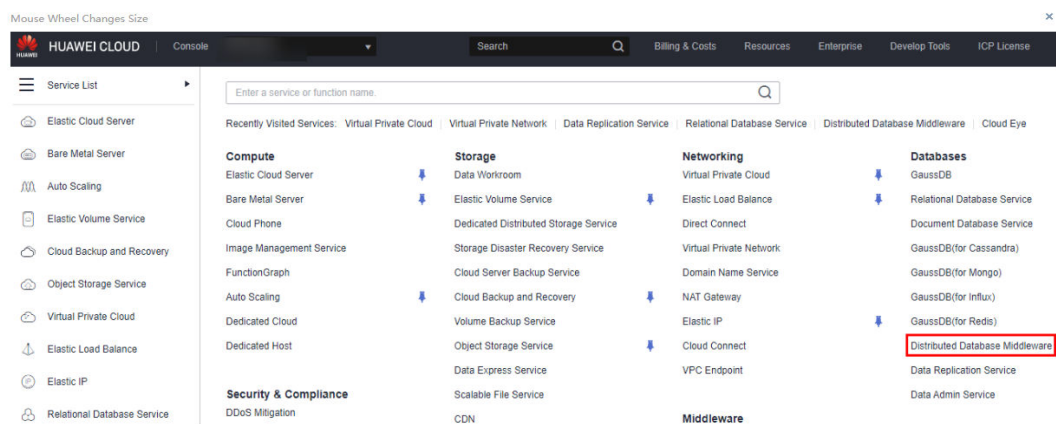 Mouse Wheel Changes Size
×
HUAWEI
HUAWEI CLOUD
Console
Search
Billing & Costs
Resources
Enterprise
Develop Tools
ICP License
Service List
Elastic Cloud Server
Bare Metal Server
Auto Scaling
Elastic Volume Service
Cloud Backup and Recovery
Object Storage Service
Virtual Private Cloud
Elastic Load Balance
Elastic IP
Relational Database Service
Enter a service or function name.
Recently Visited Services: Virtual Private Cloud | Virtual Private Network | Data Replication Service | Relational Database Service | Distributed Database Middleware | Cloud Eye
Compute
Elastic Cloud Server
Bare Metal Server
Cloud Phone
Image Management Service
FunctionGraph
Auto Scaling
Dedicated Cloud
Dedicated Host
Security & Compliance
DDoS Mitigation
Storage
Data Workroom
Elastic Volume Service
Dedicated Distributed Storage Service
Storage Disaster Recovery Service
Cloud Server Backup Service
Cloud Backup and Recovery
Volume Backup Service
Object Storage Service
Data Express Service
Scalable File Service
CDN
Networking
Virtual Private Cloud
Elastic Load Balance
Direct Connect
Virtual Private Network
Domain Name Service
NAT Gateway
Elastic IP
Cloud Connect
VPC Endpoint
Middleware
Databases
GaussDB
Relational Database Service
Document Database Service
GaussDB(for Cassandra)
GaussDB(for Mongo)
GaussDB(for Influx)
GaussDB(for Redis)
Distributed Database Middleware
Data Replication Service
Data Admin Service